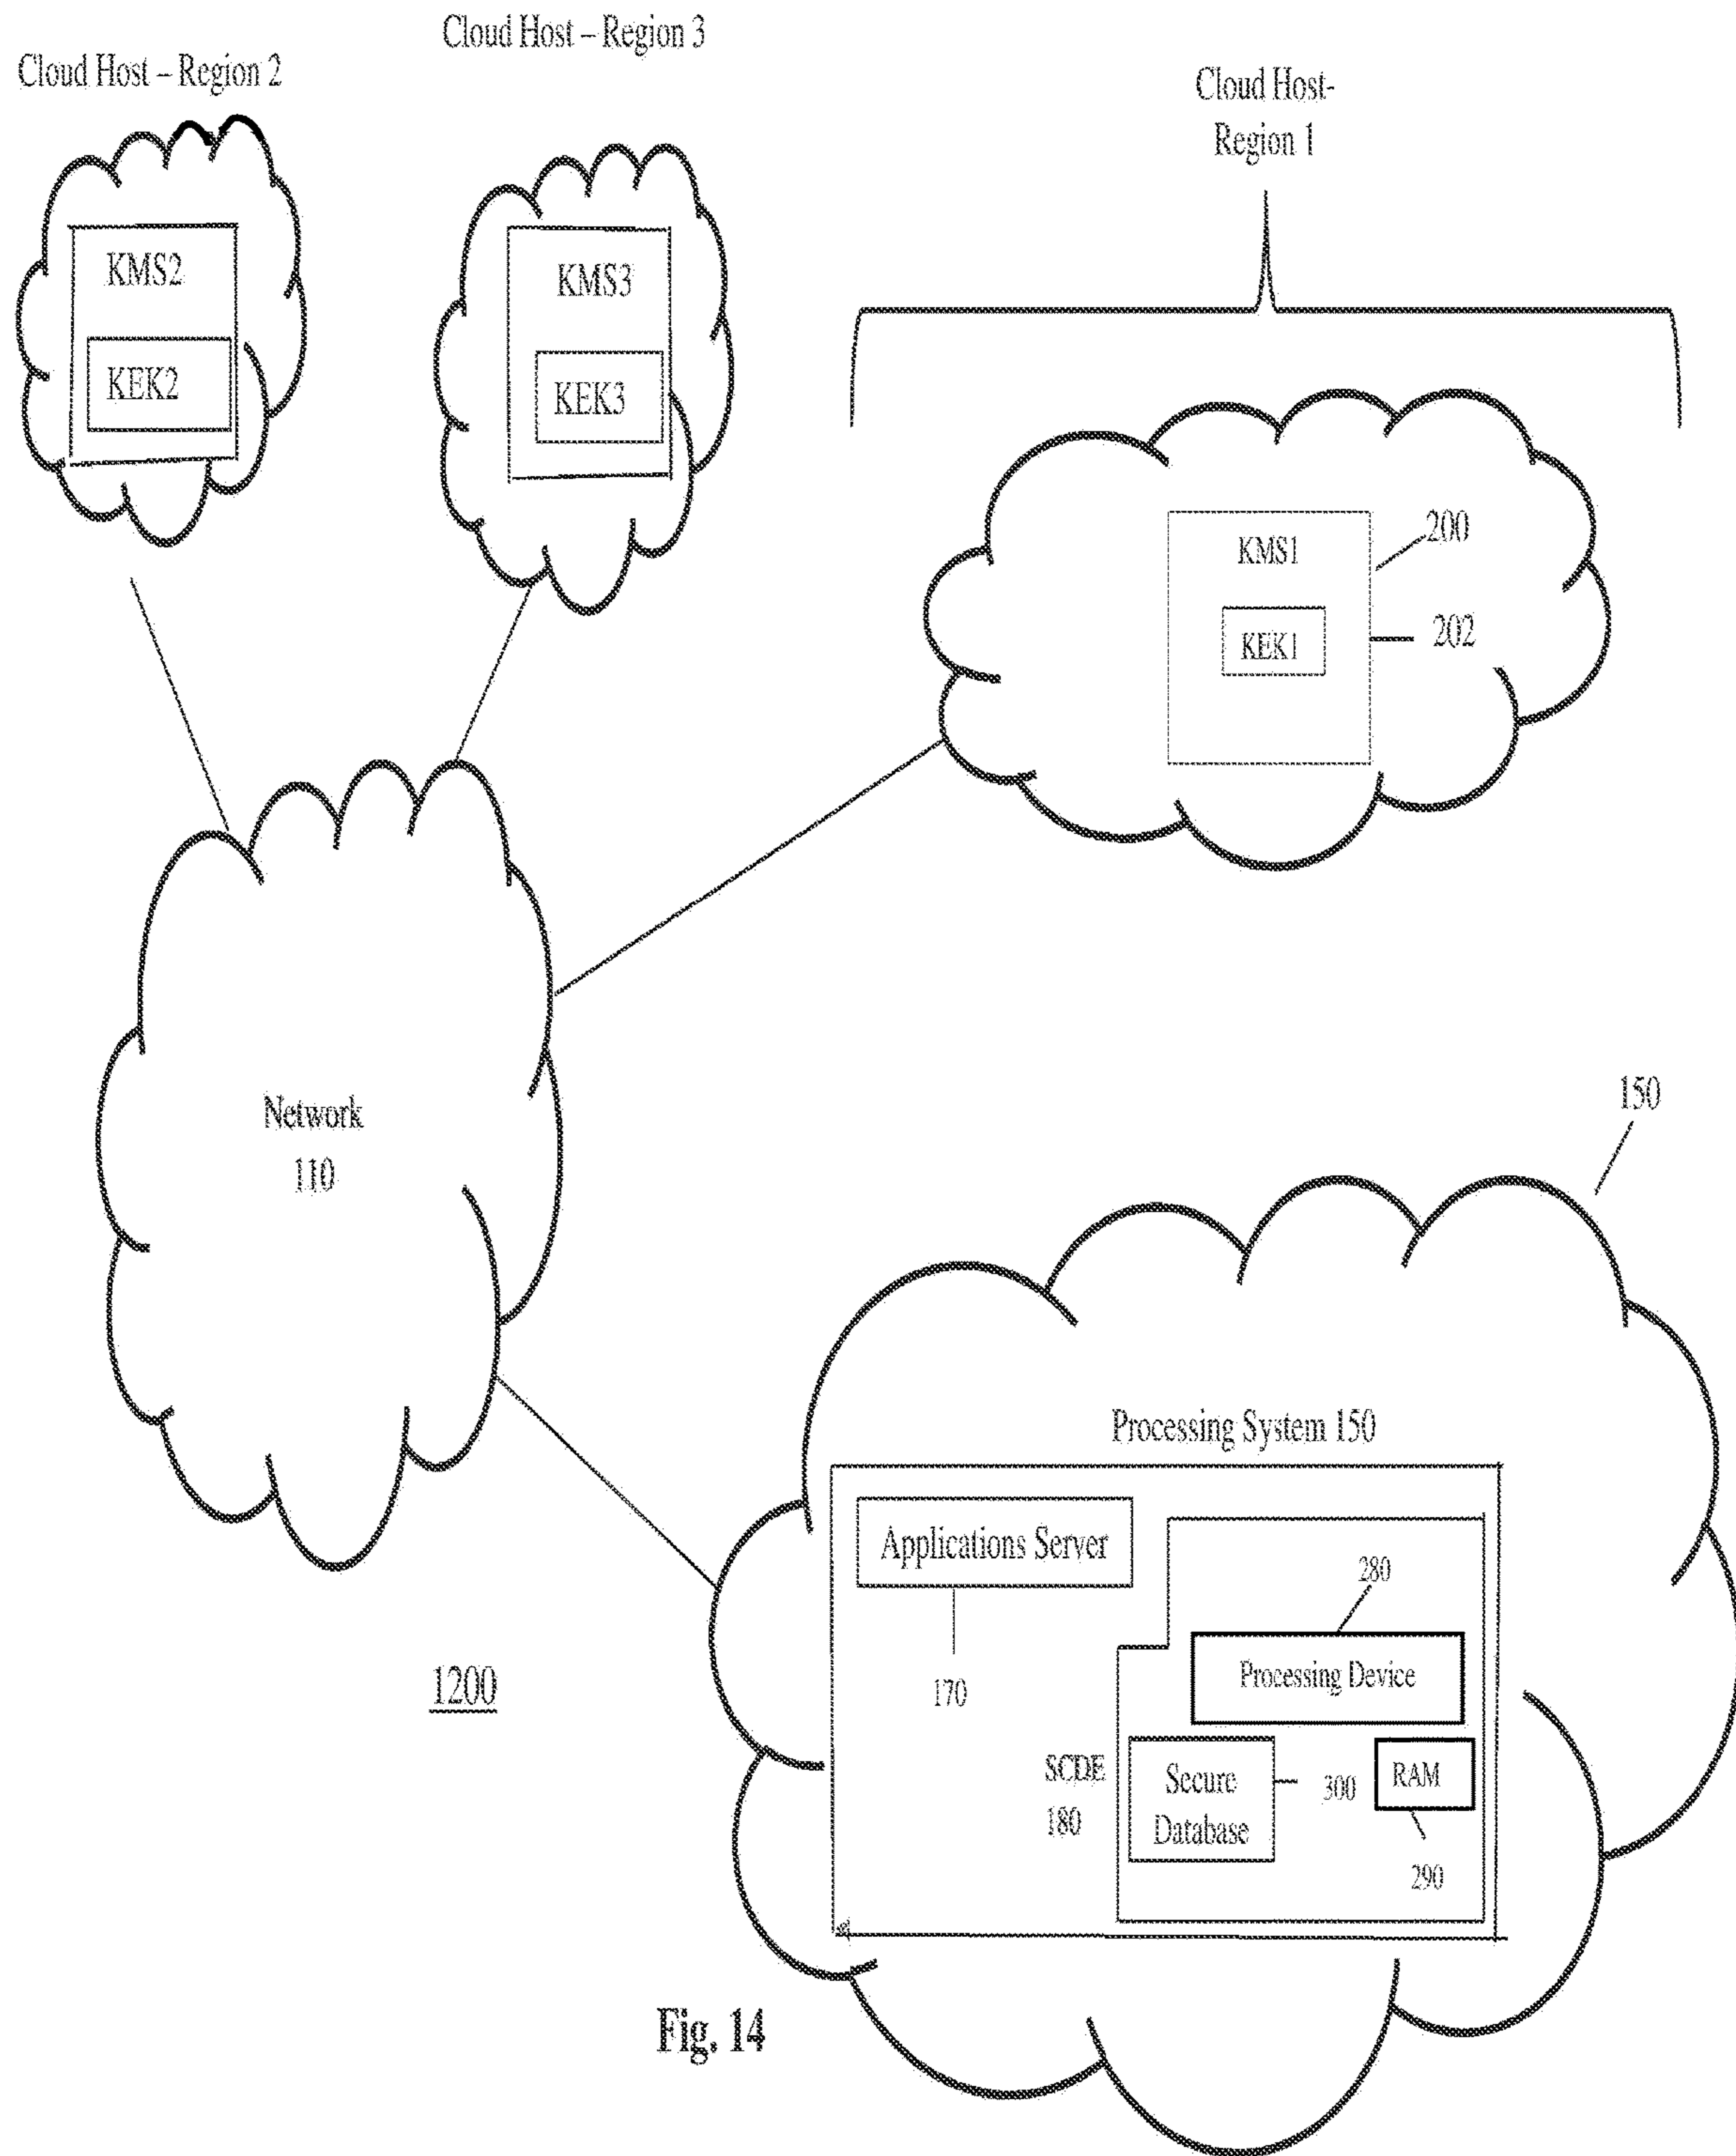 Cloud Host – Region 3
Cloud Host – Region 2
Cloud Host-
Region 1
KMS2
KEK2
KMS3
KEK3
KMS1
200
KEK1
202
Network
110
150
Processing System 150
Applications Server
170
280
Processing Device
1200
SCDE
180
Secure
Database
300
RAM
290
Fig. 14